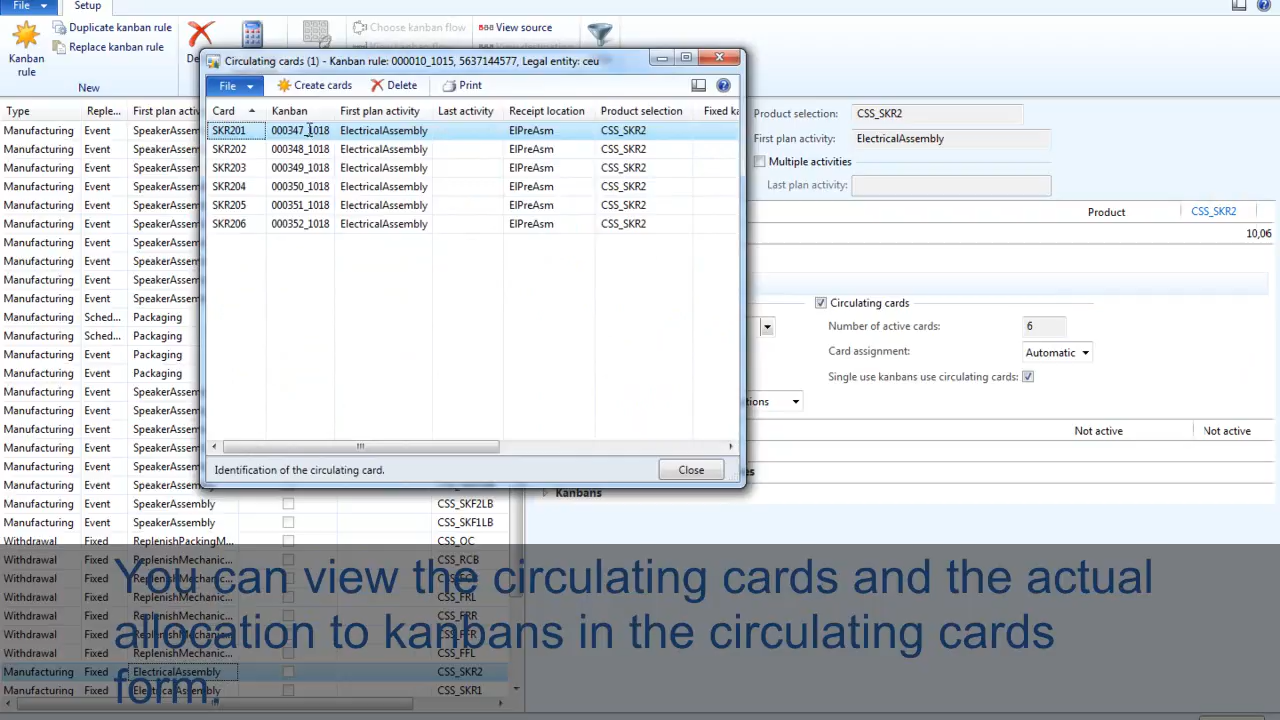 File Setup
Duplicate kanban rule
Replace kanban rule
Kanban
rule
New
Choose kanban flow
View source
Circulating cards (1) - Kanban rule: 000010_1015, 5637144577, Legal entity: ceu
File Create cards Delete Print
Card Kanban First plan activity Last activity Receipt location Product selection Fixed ka
SKR201 000347_1018 ElectricalAssembly ElPreAsm CSS_SKR2
SKR202 000348_1018 ElectricalAssembly ElPreAsm CSS_SKR2
SKR203 000349_1018 ElectricalAssembly ElPreAsm CSS_SKR2
SKR204 000350_1018 ElectricalAssembly ElPreAsm CSS_SKR2
SKR205 000351_1018 ElectricalAssembly ElPreAsm CSS_SKR2
SKR206 000352_1018 ElectricalAssembly ElPreAsm CSS_SKR2
Identification of the circulating card.
Close
Type Reple... First plan activ
Manufacturing Event SpeakerAssem
Manufacturing Event SpeakerAssem
Manufacturing Event SpeakerAssem
Manufacturing Event SpeakerAssem
Manufacturing Event SpeakerAssem
Manufacturing Event SpeakerAssem
Manufacturing Event SpeakerAssem
Manufacturing Event SpeakerAssem
Manufacturing Event SpeakerAssem
Manufacturing Event SpeakerAssem
Manufacturing Sched... Packaging
Manufacturing Sched... Packaging
Manufacturing Event Packaging
Manufacturing Event Packaging
Manufacturing Event SpeakerAssem
Manufacturing Event SpeakerAssem
Manufacturing Event SpeakerAssem
Manufacturing Event SpeakerAssem
Manufacturing Event SpeakerAssem
Manufacturing Event SpeakerAssem
Manufacturing Event SpeakerAssembly CSS_SKF2LB
Manufacturing Event SpeakerAssembly CSS_SKF1LB
Withdrawal Fixed ReplenishPackingM... CSS_OC
Withdrawal Fixed ReplenishMechanic... CSS_RCB
Withdrawal Fixed ReplenishMechanic...
Withdrawal Fixed ReplenishMechanic... CSS_FRL
Withdrawal Fixed ReplenishMechanic... CSS_FRR
Withdrawal Fixed ReplenishMechanic... CSS_FFR
Withdrawal Fixed ReplenishMechanic... CSS_FFL
Manufacturing Fixed ElectricalAssembly CSS_SKR2
Manufacturing Fixed ElectricalAssembly CSS_SKR1
Product selection: CSS_SKR2
First plan activity: ElectricalAssembly
Multiple activities
Last plan activity:
Product CSS_SKR2
10,06
Circulating cards
Number of active cards: 6
Card assignment: Automatic
Single use kanbans use circulating cards:
Not active Not active
Kanbans
You can view the circulating cards and the actual
allocation to kanbans in the circulating cards
form.